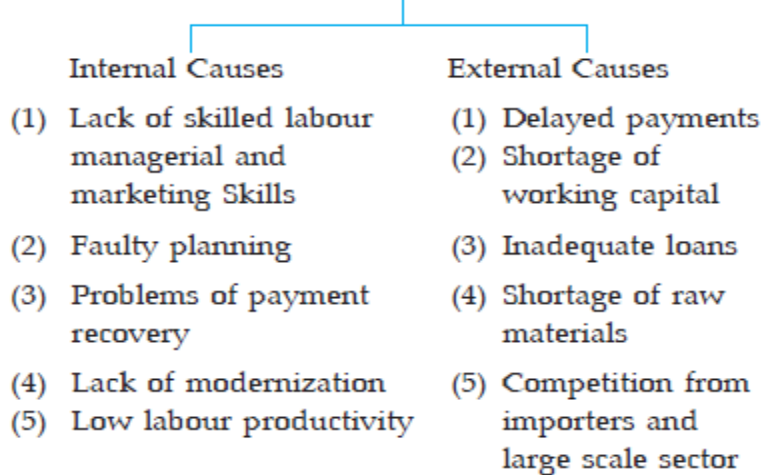 Internal Causes
(1) Lack of skilled labour
managerial and
marketing Skills
(2) Faulty planning
(3) Problems of payment
recovery
(4) Lack of modernization
(5) Low labour productivity
External Causes
(1) Delayed payments
(2) Shortage of
working capital
(3) Inadequate loans
(4) Shortage of raw
materials
(5) Competition from
importers and
large scale sector